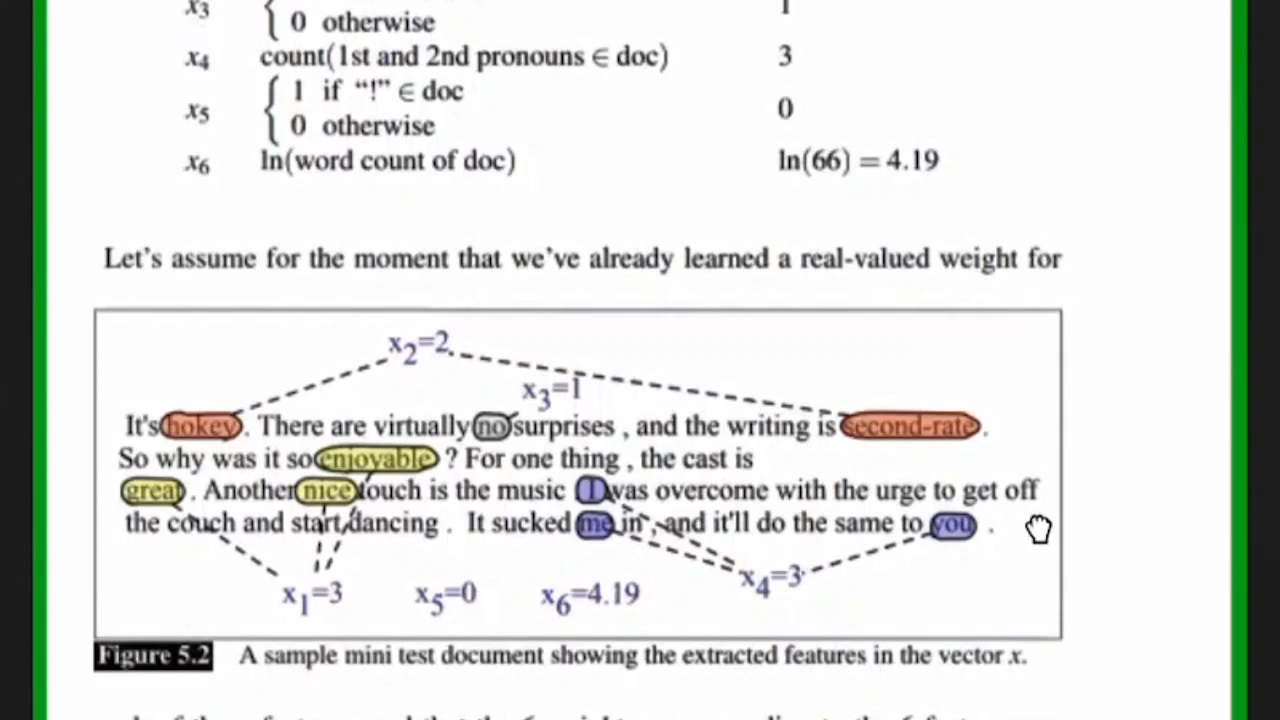 x3 1
0 otherwise
x4 count(1st and 2nd pronouns ∈ doc) 3
x5 { 1 if “!” ∈ doc 0
0 otherwise
x6 ln(word count of doc) ln(66) = 4.19
Let's assume for the moment that we've already learned a real-valued weight for
x2=2
x3=1
It's hokey . There are virtually no surprises , and the writing is second-rate .
So why was it so enjoyable ? For one thing , the cast is
great . Another nice touch is the music I was overcome with the urge to get off
the couch and start dancing . It sucked me in , and it'll do the same to you .
x1=3 x5=0 x6=4.19 x4=3
Figure 5.2 A sample mini test document showing the extracted features in the vector x.